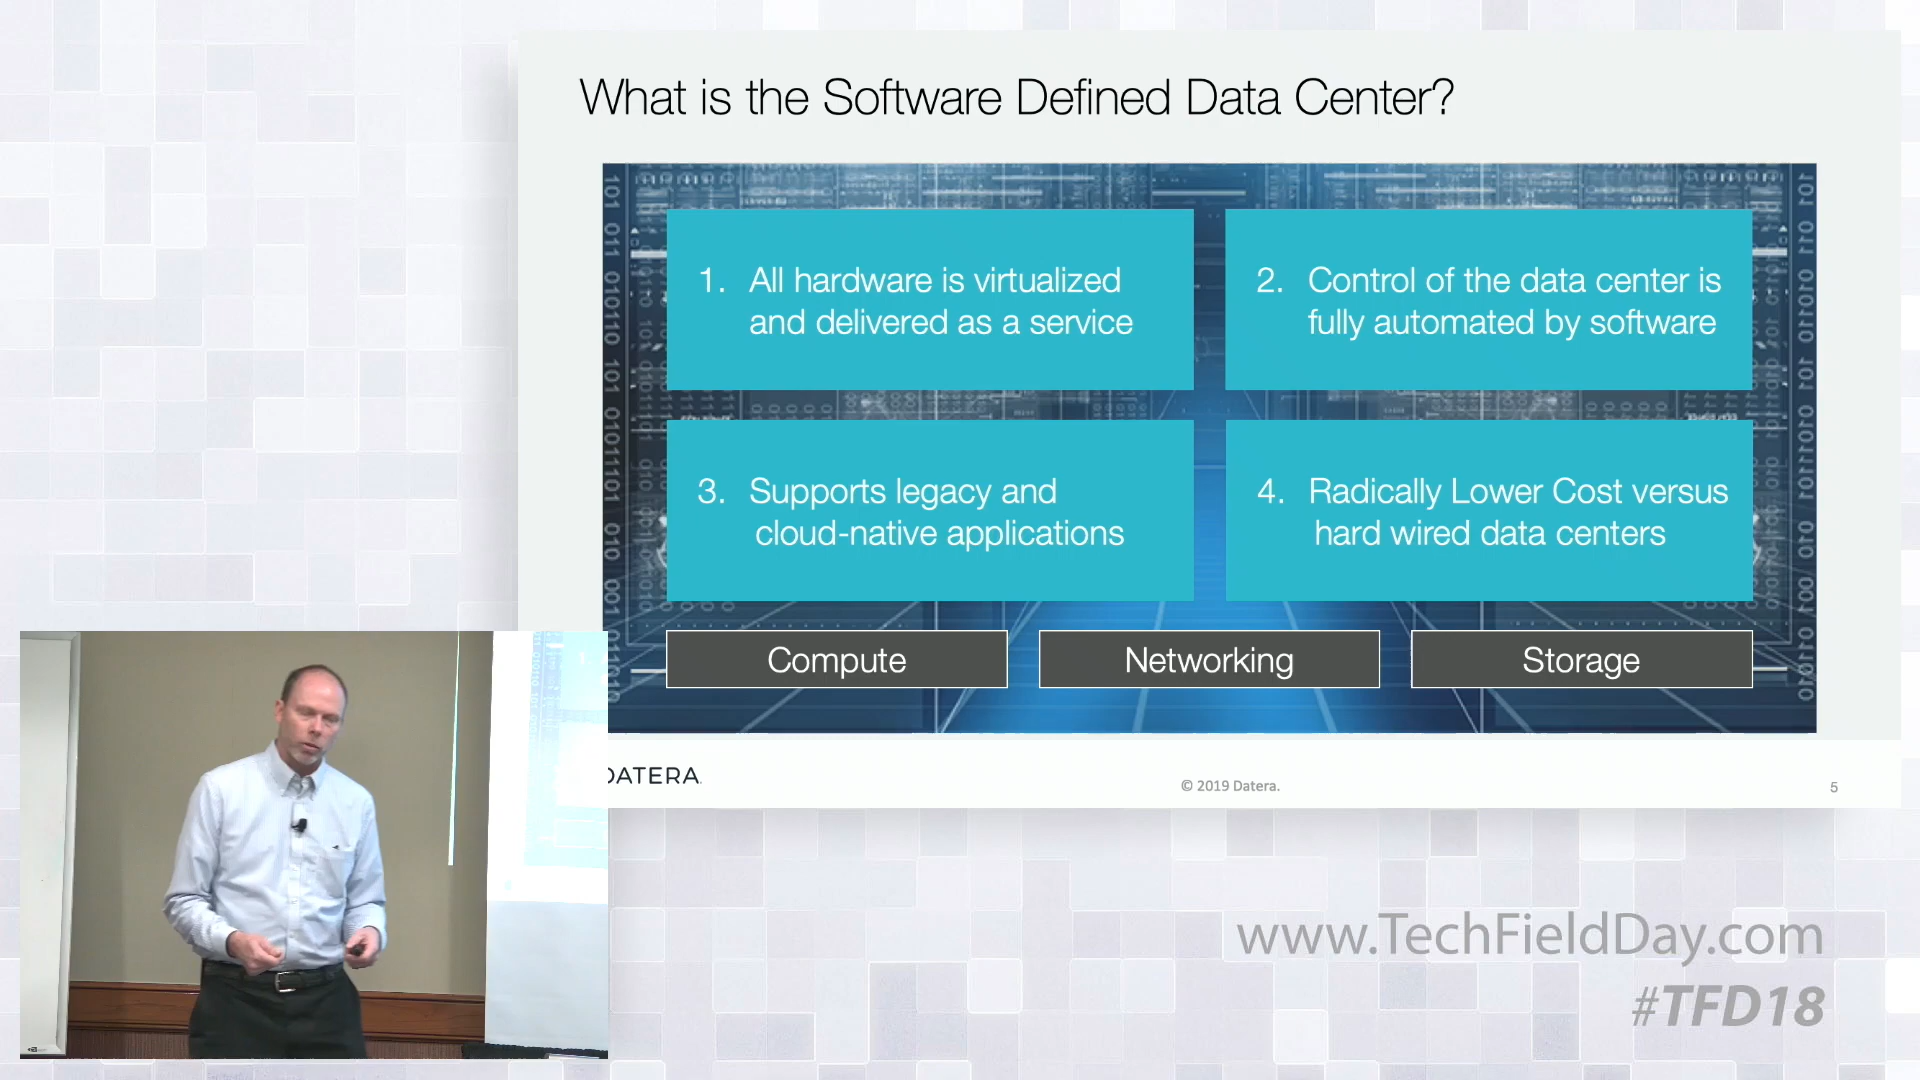 What is the Software Defined Data Center?
1. All hardware is virtualized
and delivered as a service
2. Control of the data center is
fully automated by software
3. Supports legacy and
cloud-native applications
4. Radically Lower Cost versus
hard wired data centers
Compute
Networking
Storage
DATERA.
© 2019 Datera.
5
www.TechFieldDay.com
#TFD18